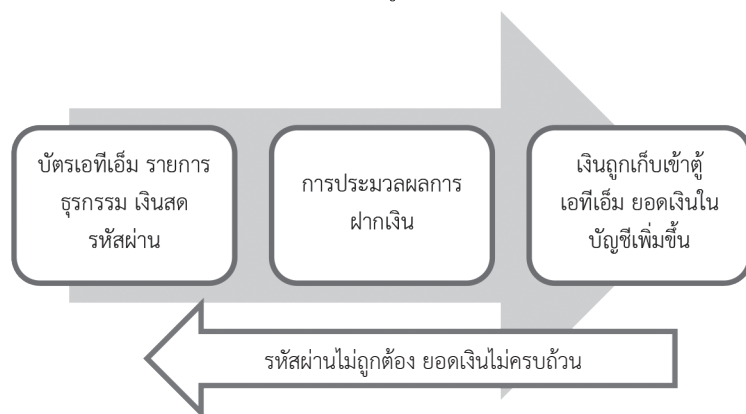 บัตรเอทีเอ็ม รายการ
ธุรกรรม เงินสด
รหัสผ่าน
การประมวลผลการ
ฝากเงิน
เงินถูกเก็บเข้าตู้
เอทีเอ็ม ยอดเงินใน
บัญชีเพิ่มขึ้น
รหัสผ่านไม่ถูกต้อง ยอดเงินไม่ครบถ้วน